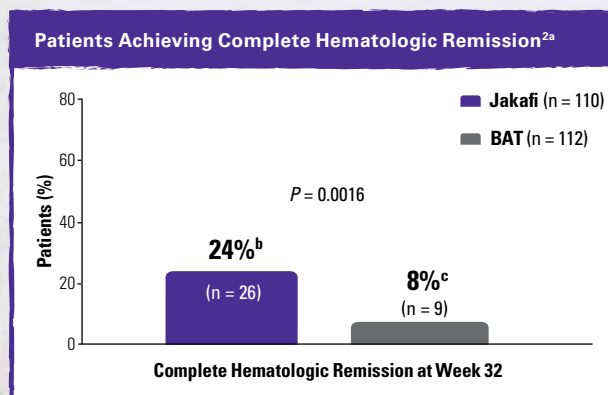 Patients Achieving Complete Hematologic Remission2a
80
60
40
20
0
Patients (%)
Jakafi (n = 110)
BAT (n = 112)
P = 0.0016
24%b
(n = 26)
8%c
(n = 9)
Complete Hematologic Remission at Week 32